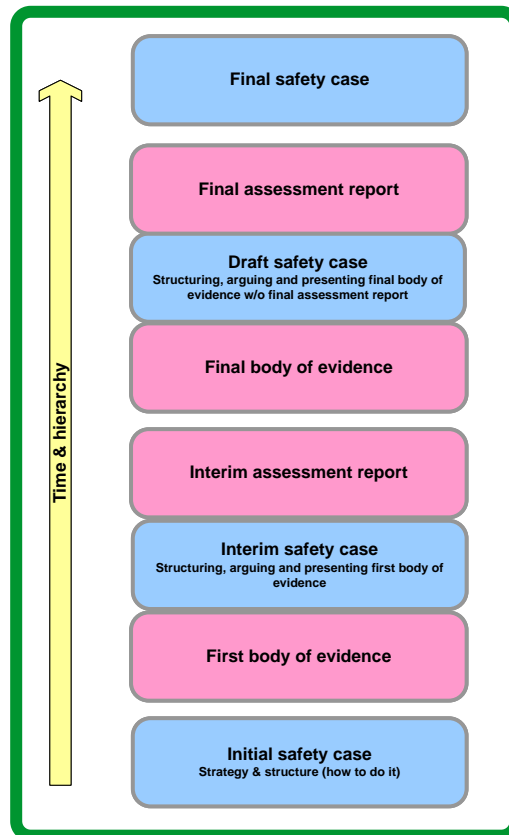 Final safety case
Final assessment report
Draft safety case
Structuring, arguing and presenting final body of
evidence w/o final assessment report
Final body of evidence
Time & hierarchy
Interim assessment report
Interim safety case
Structuring, arguing and presenting first body of
evidence
First body of evidence
Initial safety case
Strategy & structure (how to do it)